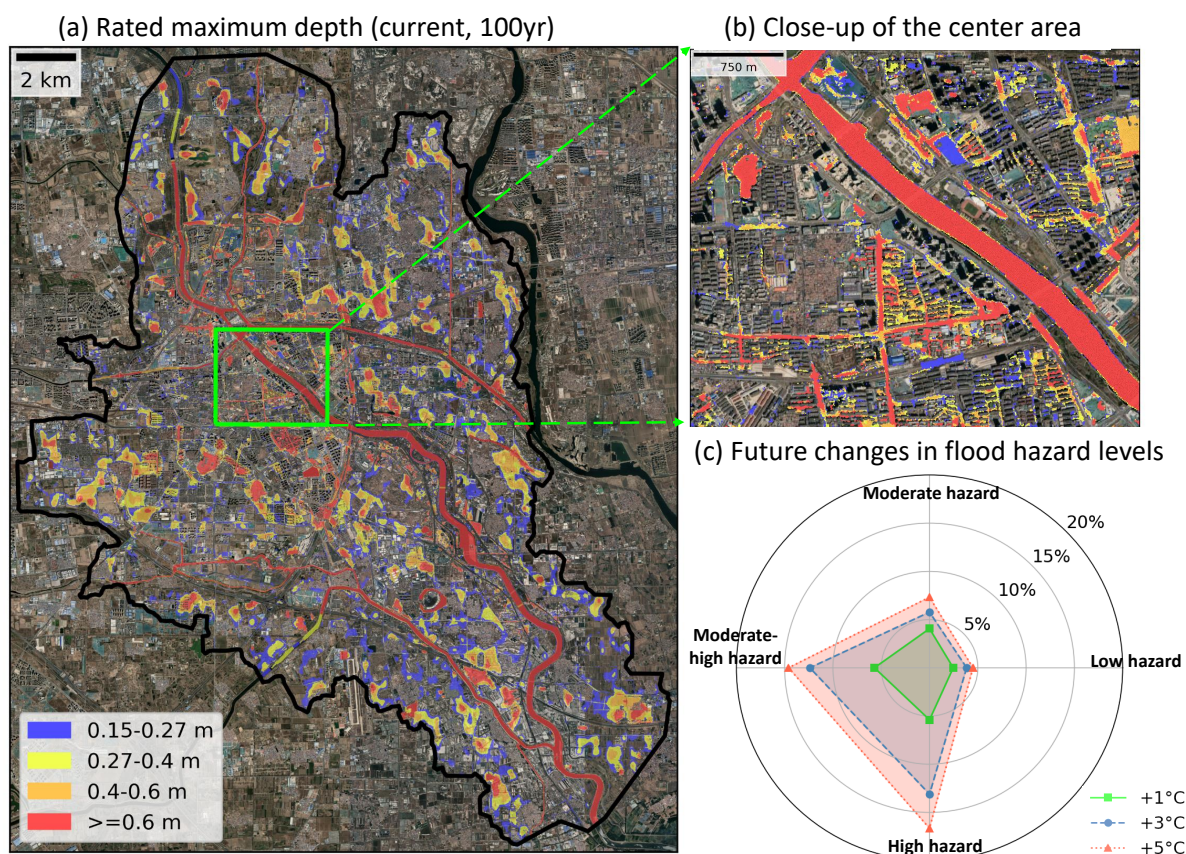 (a) Rated maximum depth (current, 100yr)
2 km
0.15-0.27 m
0.27-0.4 m
0.4-0.6 m
>=0.6 m
(b) Close-up of the center area
750 m
(c) Future changes in flood hazard levels
Moderate hazard
20%
15%
10%
5%
Moderate-
high hazard
Low hazard
High hazard
+1°C
+3°C
+5°C